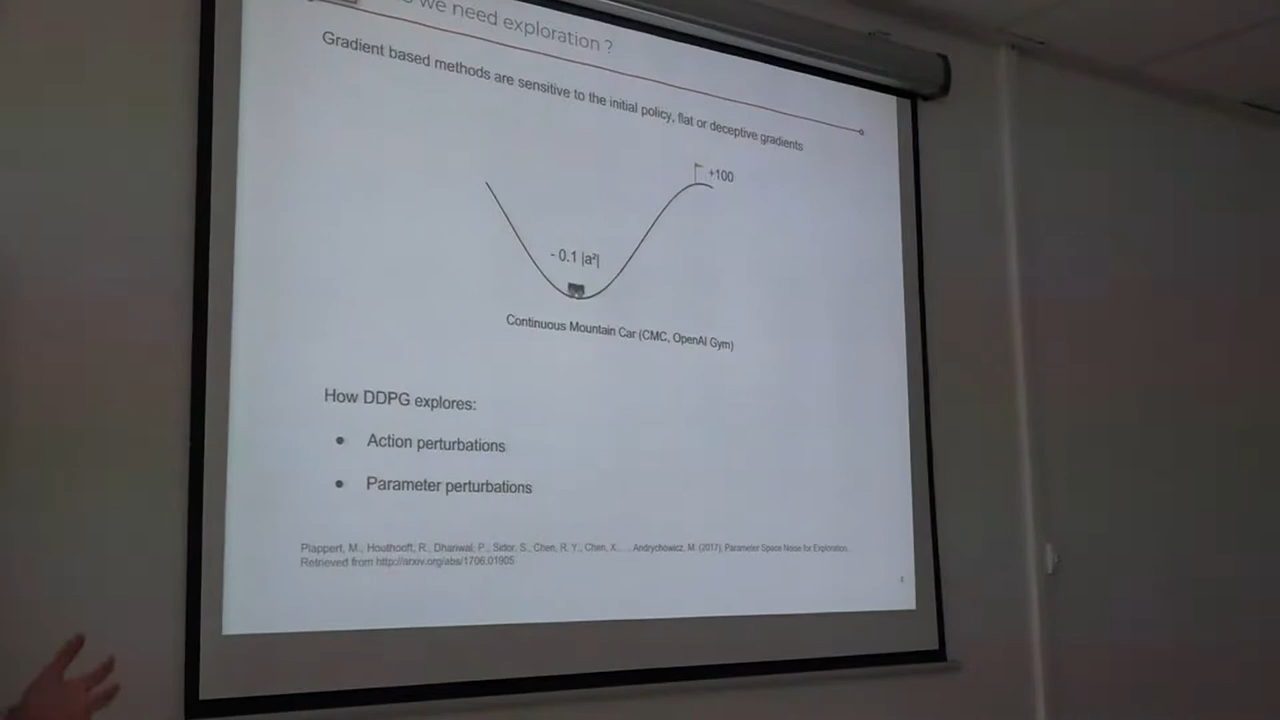 we need exploration ?
Gradient based methods are sensitive to the initial policy, flat or deceptive gradients
+100
- 0.1 |a²|
Continuous Mountain Car (CMC, OpenAI Gym)
How DDPG explores:
● Action perturbations
● Parameter perturbations
Plappert, M., Houthooft, R., Dhariwal, P., Sidor, S., Chen, R. Y., Chen, X., ... Andrychowicz, M. (2017). Parameter Space Noise for Exploration.
Retrieved from http://arxiv.org/abs/1706.01905